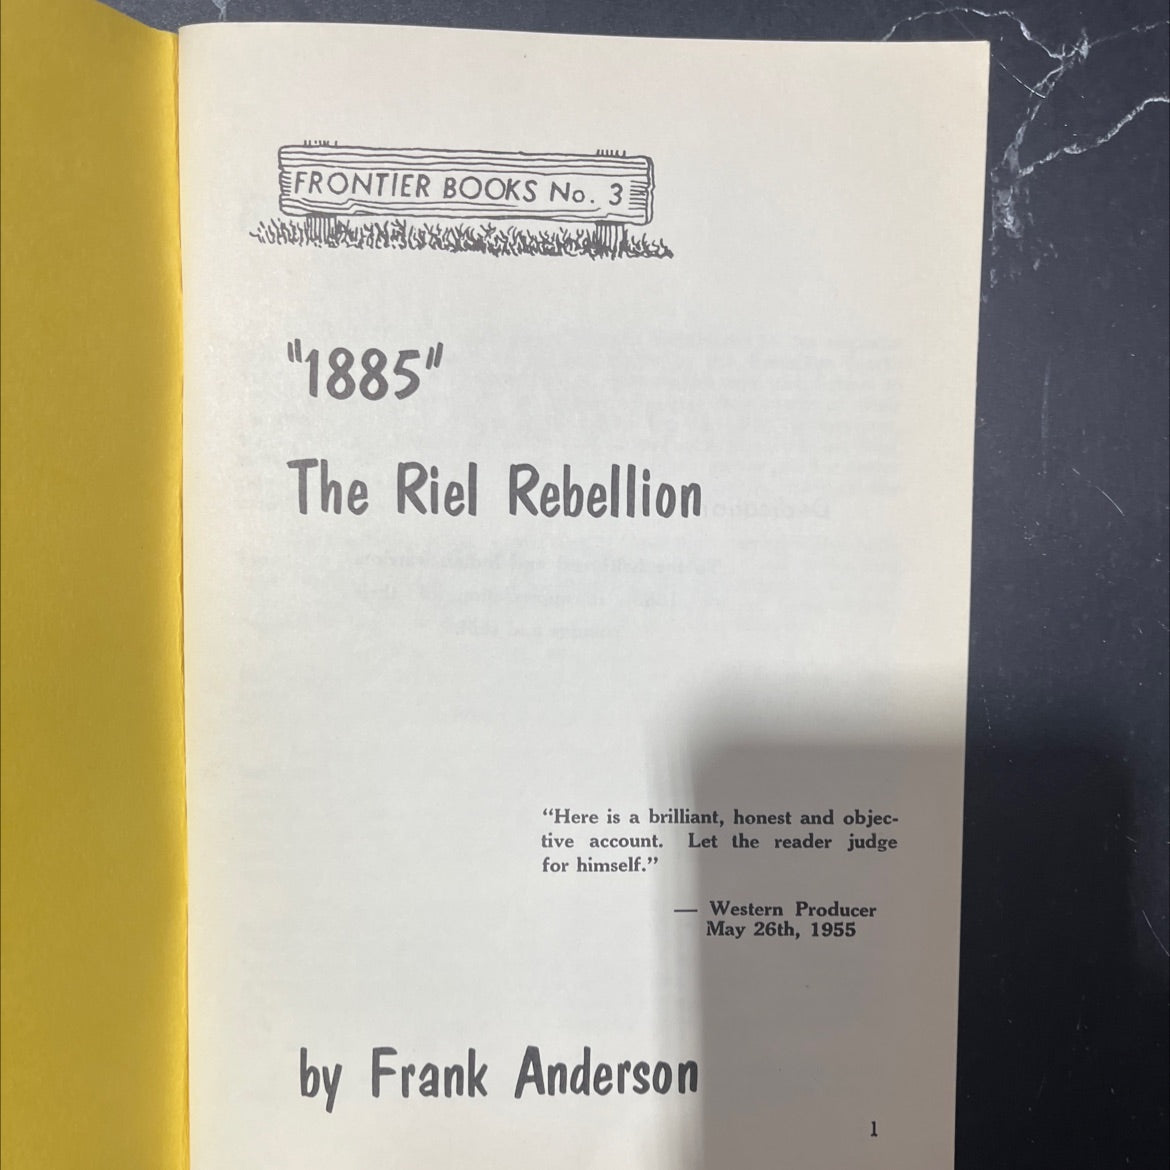 FRONTIER BOOKS No. 3
"1885"
The Riel Rebellion
“Here is a brilliant, honest and objec-
tive account. Let the reader judge
for himself.”
— Western Producer
May 26th, 1955
by Frank Anderson
1